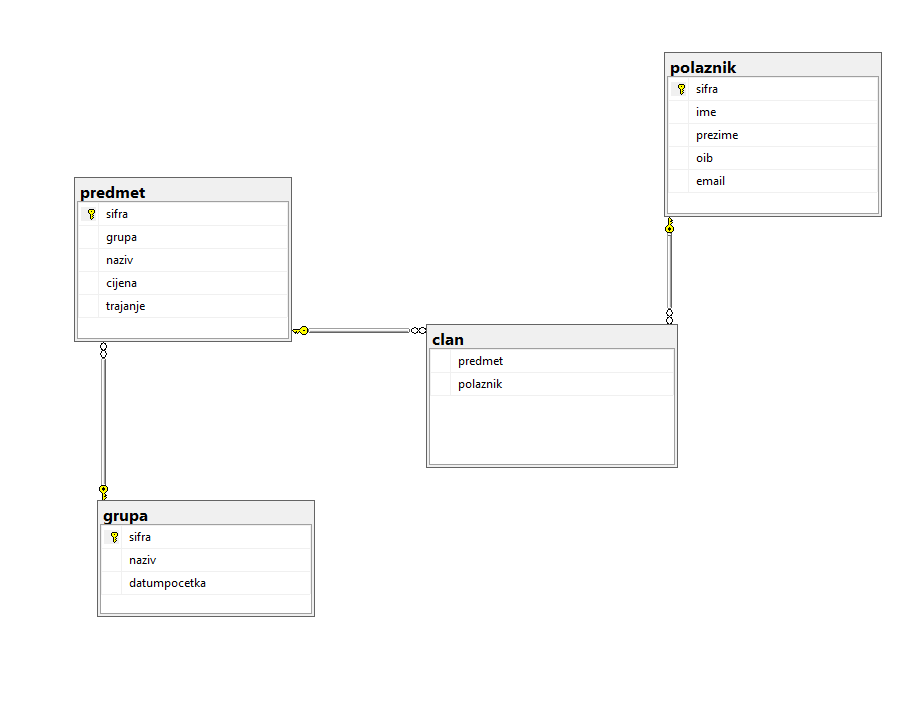 polaznik
sifra
ime
prezime
oib
email
predmet
sifra
grupa
naziv
cijena
trajanje
clan
predmet
polaznik
grupa
sifra
naziv
datumpocetka